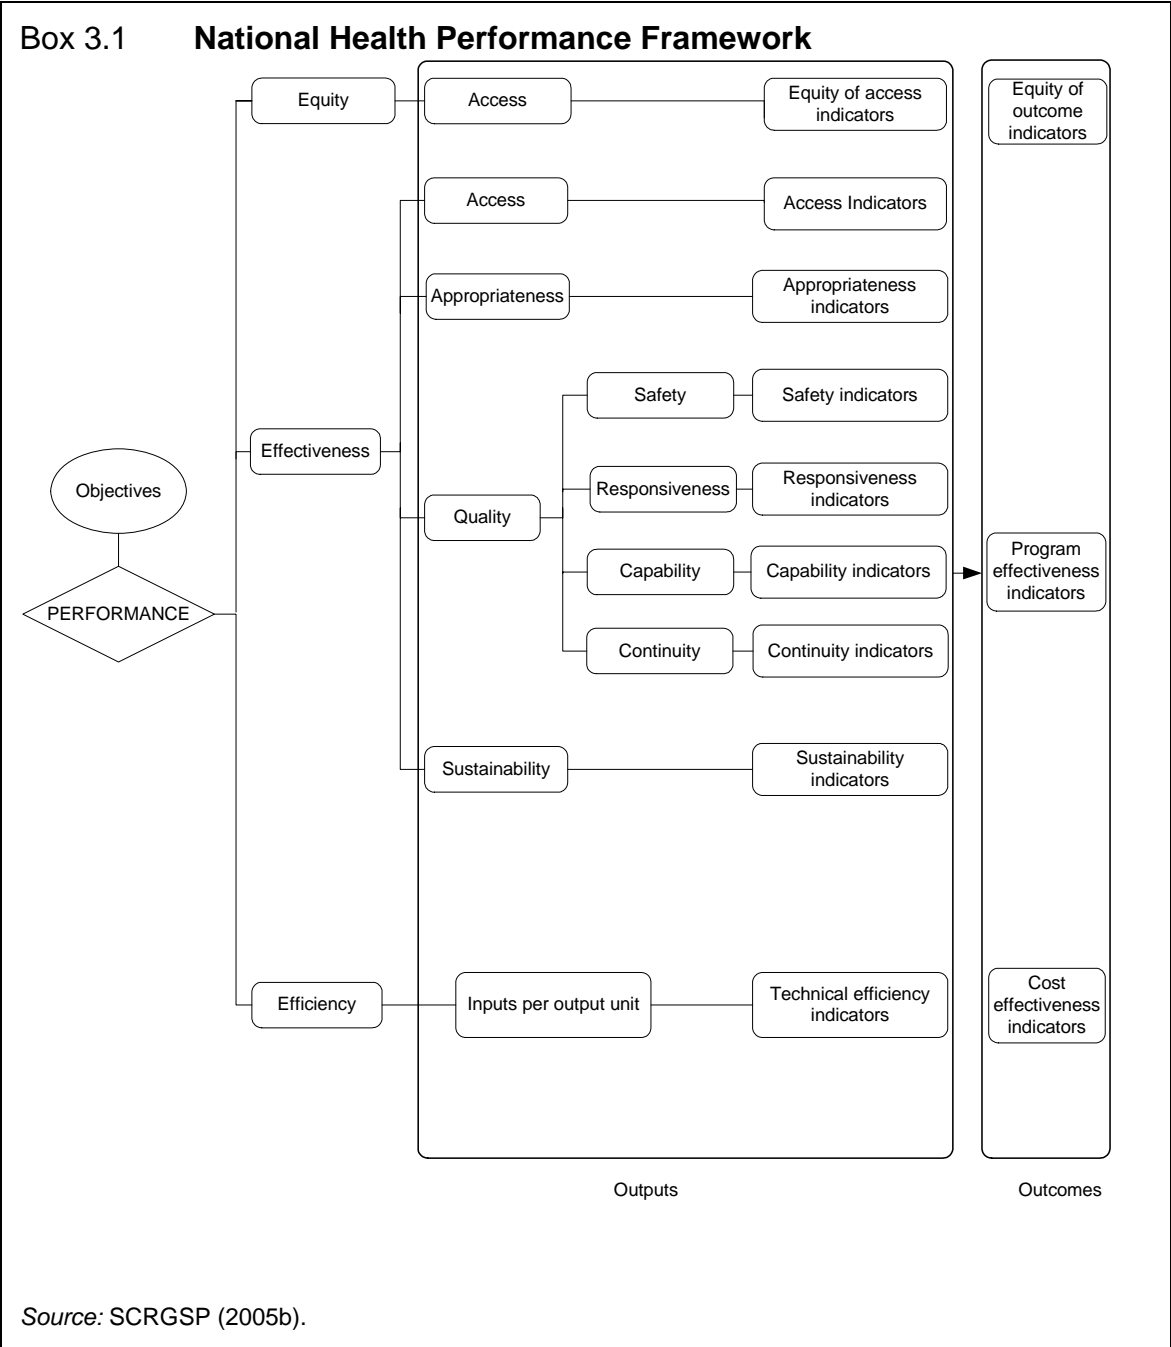 Box 3.1 National Health Performance Framework
Equity
Access
Equity of access
indicators
Equity of
outcome
indicators
Access
Access Indicators
Appropriateness
Appropriateness
indicators
Safety
Safety indicators
Effectiveness
Objectives
Responsiveness
Responsiveness
indicators
Quality
Capability
Capability indicators
Program
effectiveness
indicators
PERFORMANCE
Continuity
Continuity indicators
Sustainability
Sustainability
indicators
Efficiency
Inputs per output unit
Technical efficiency
indicators
Cost
effectiveness
indicators
Outputs
Outcomes
Source: SCRGSP (2005b).